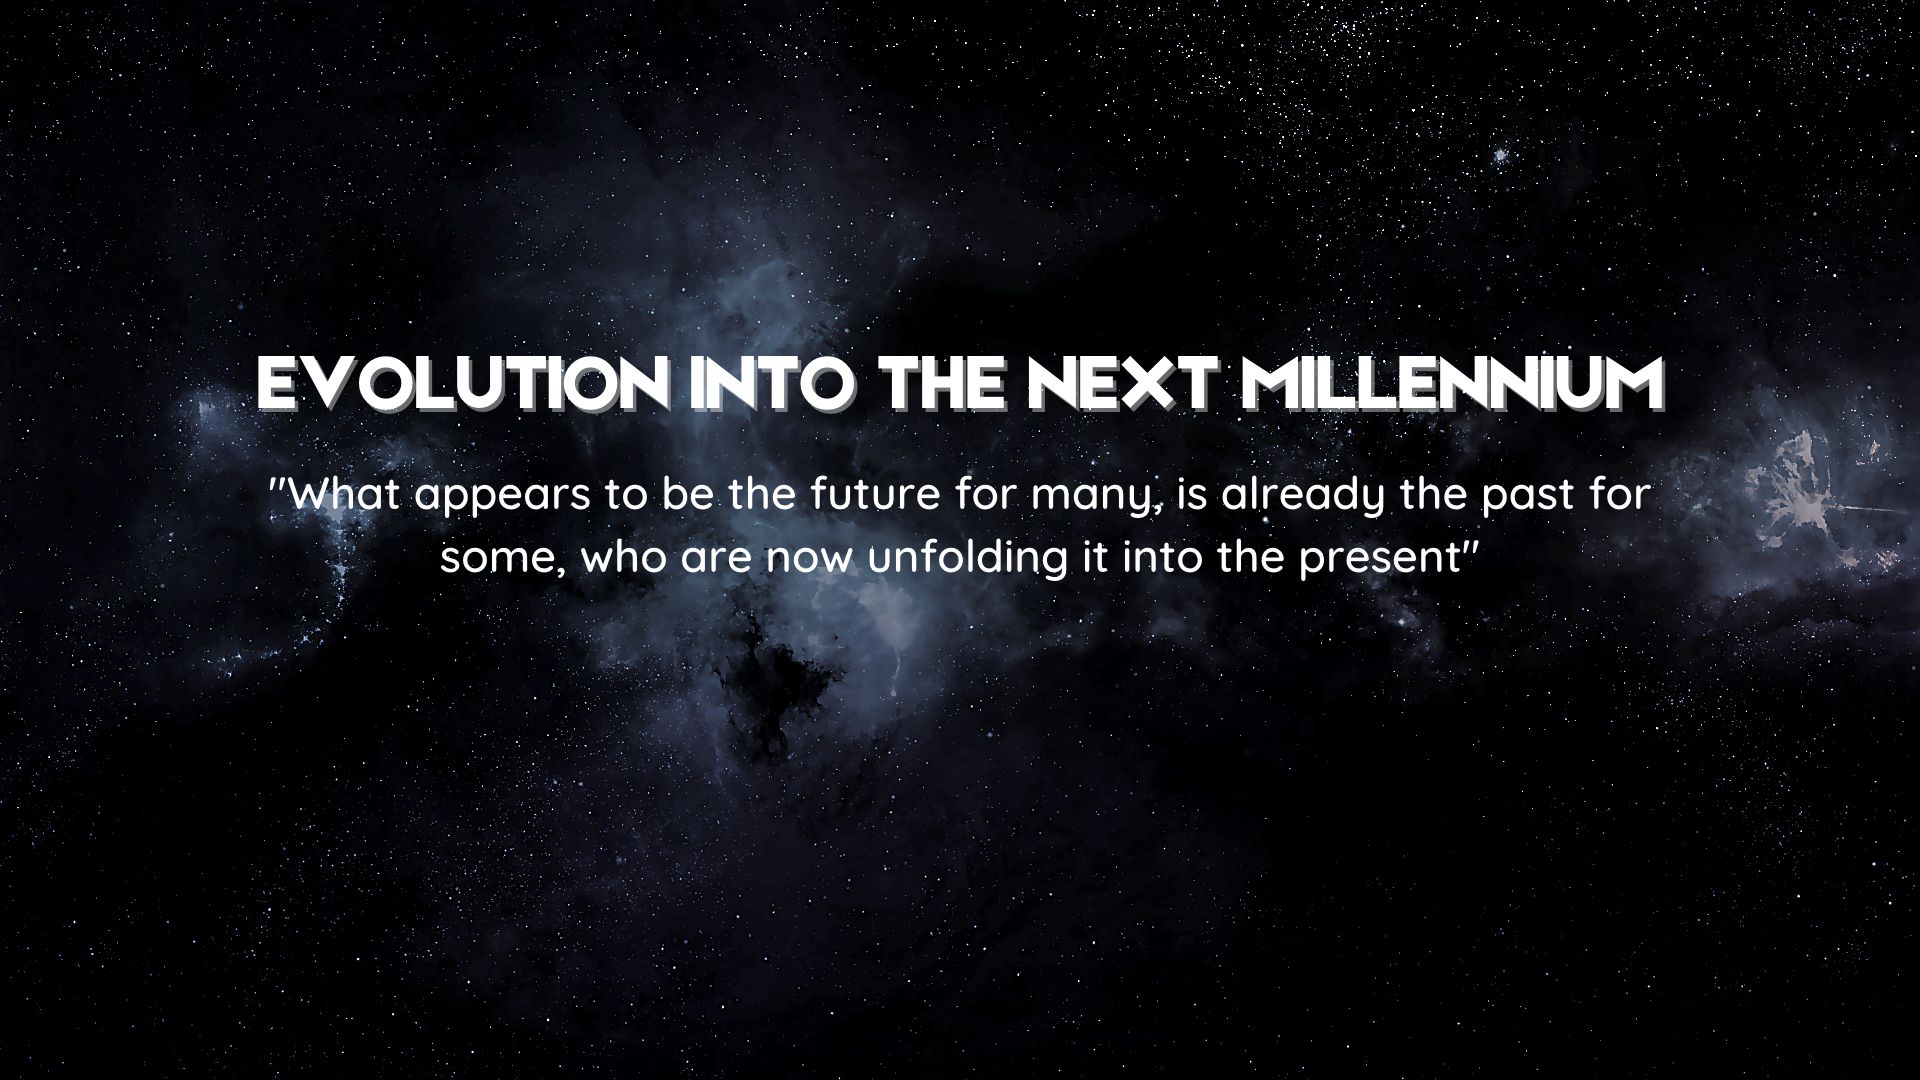 EVOLUTION INTO THE NEXT MILLENNIUM
"What appears to be the future for many, is already the past for
some, who are now unfolding it into the present"